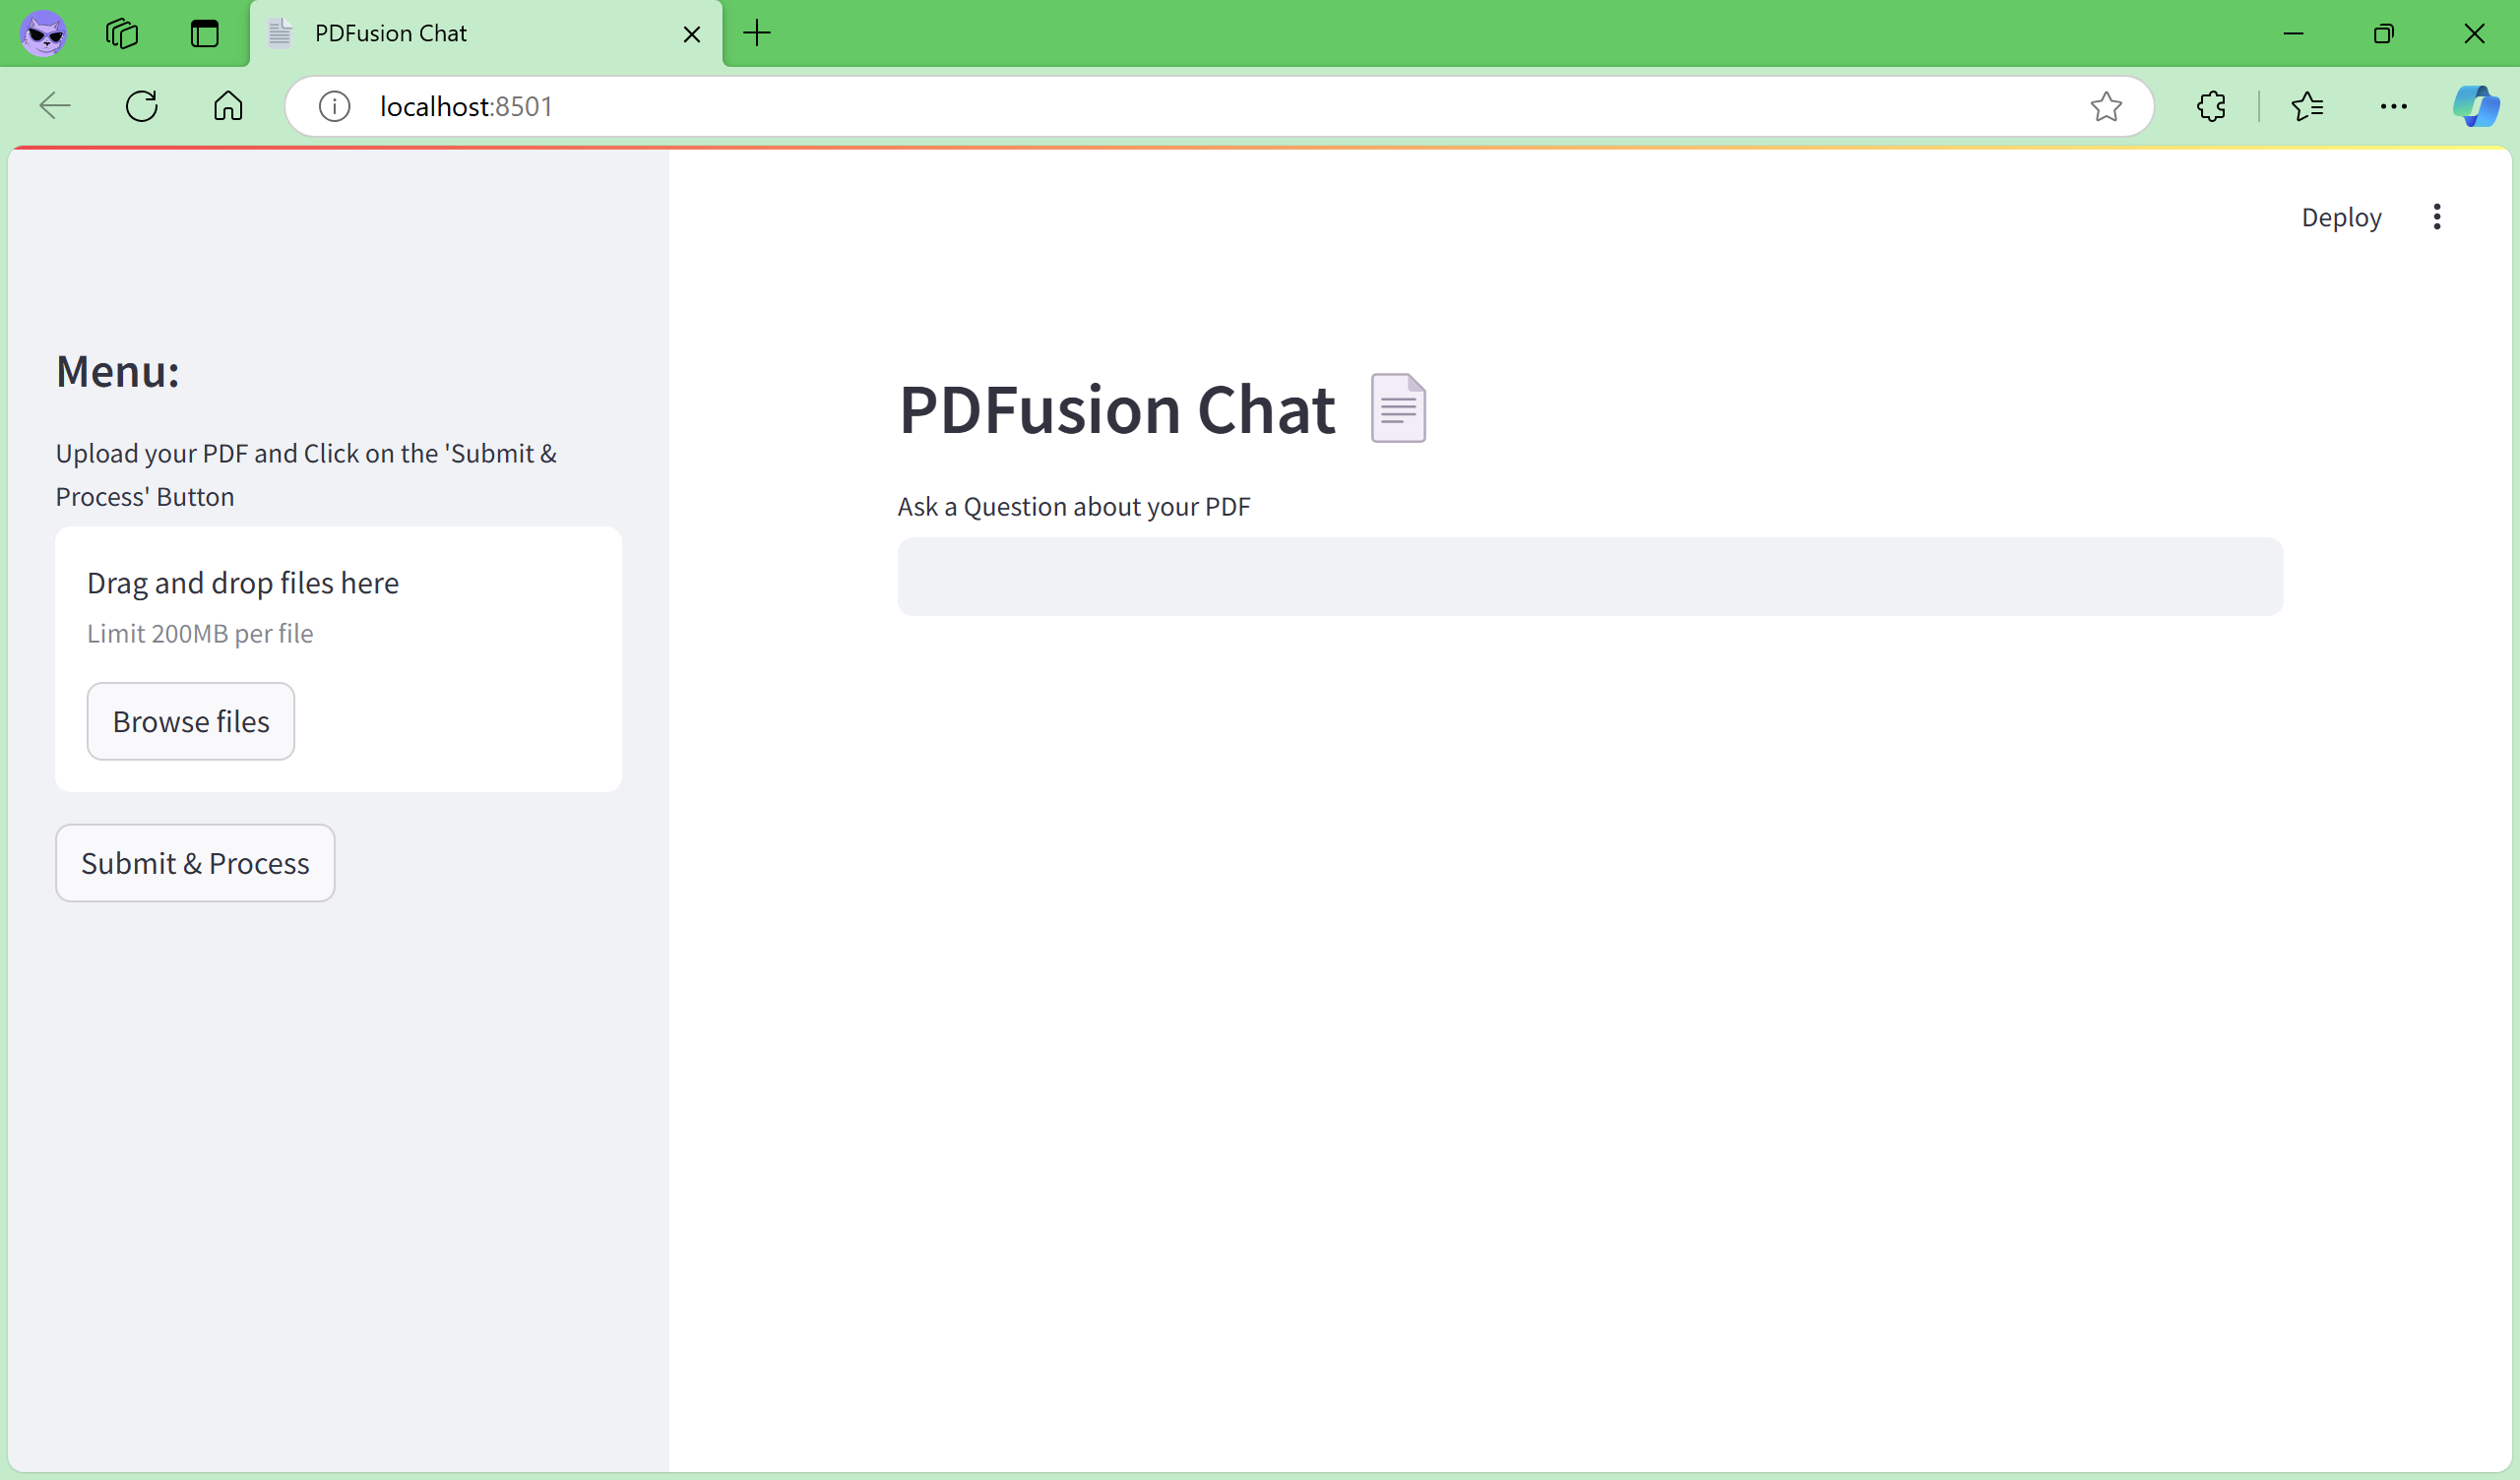 PDFusion Chat
localhost:8501
Deploy
Menu:
Upload your PDF and Click on the 'Submit &
Process' Button
Drag and drop files here
Limit 200MB per file
Browse files
Submit & Process
PDFusion Chat
Ask a Question about your PDF